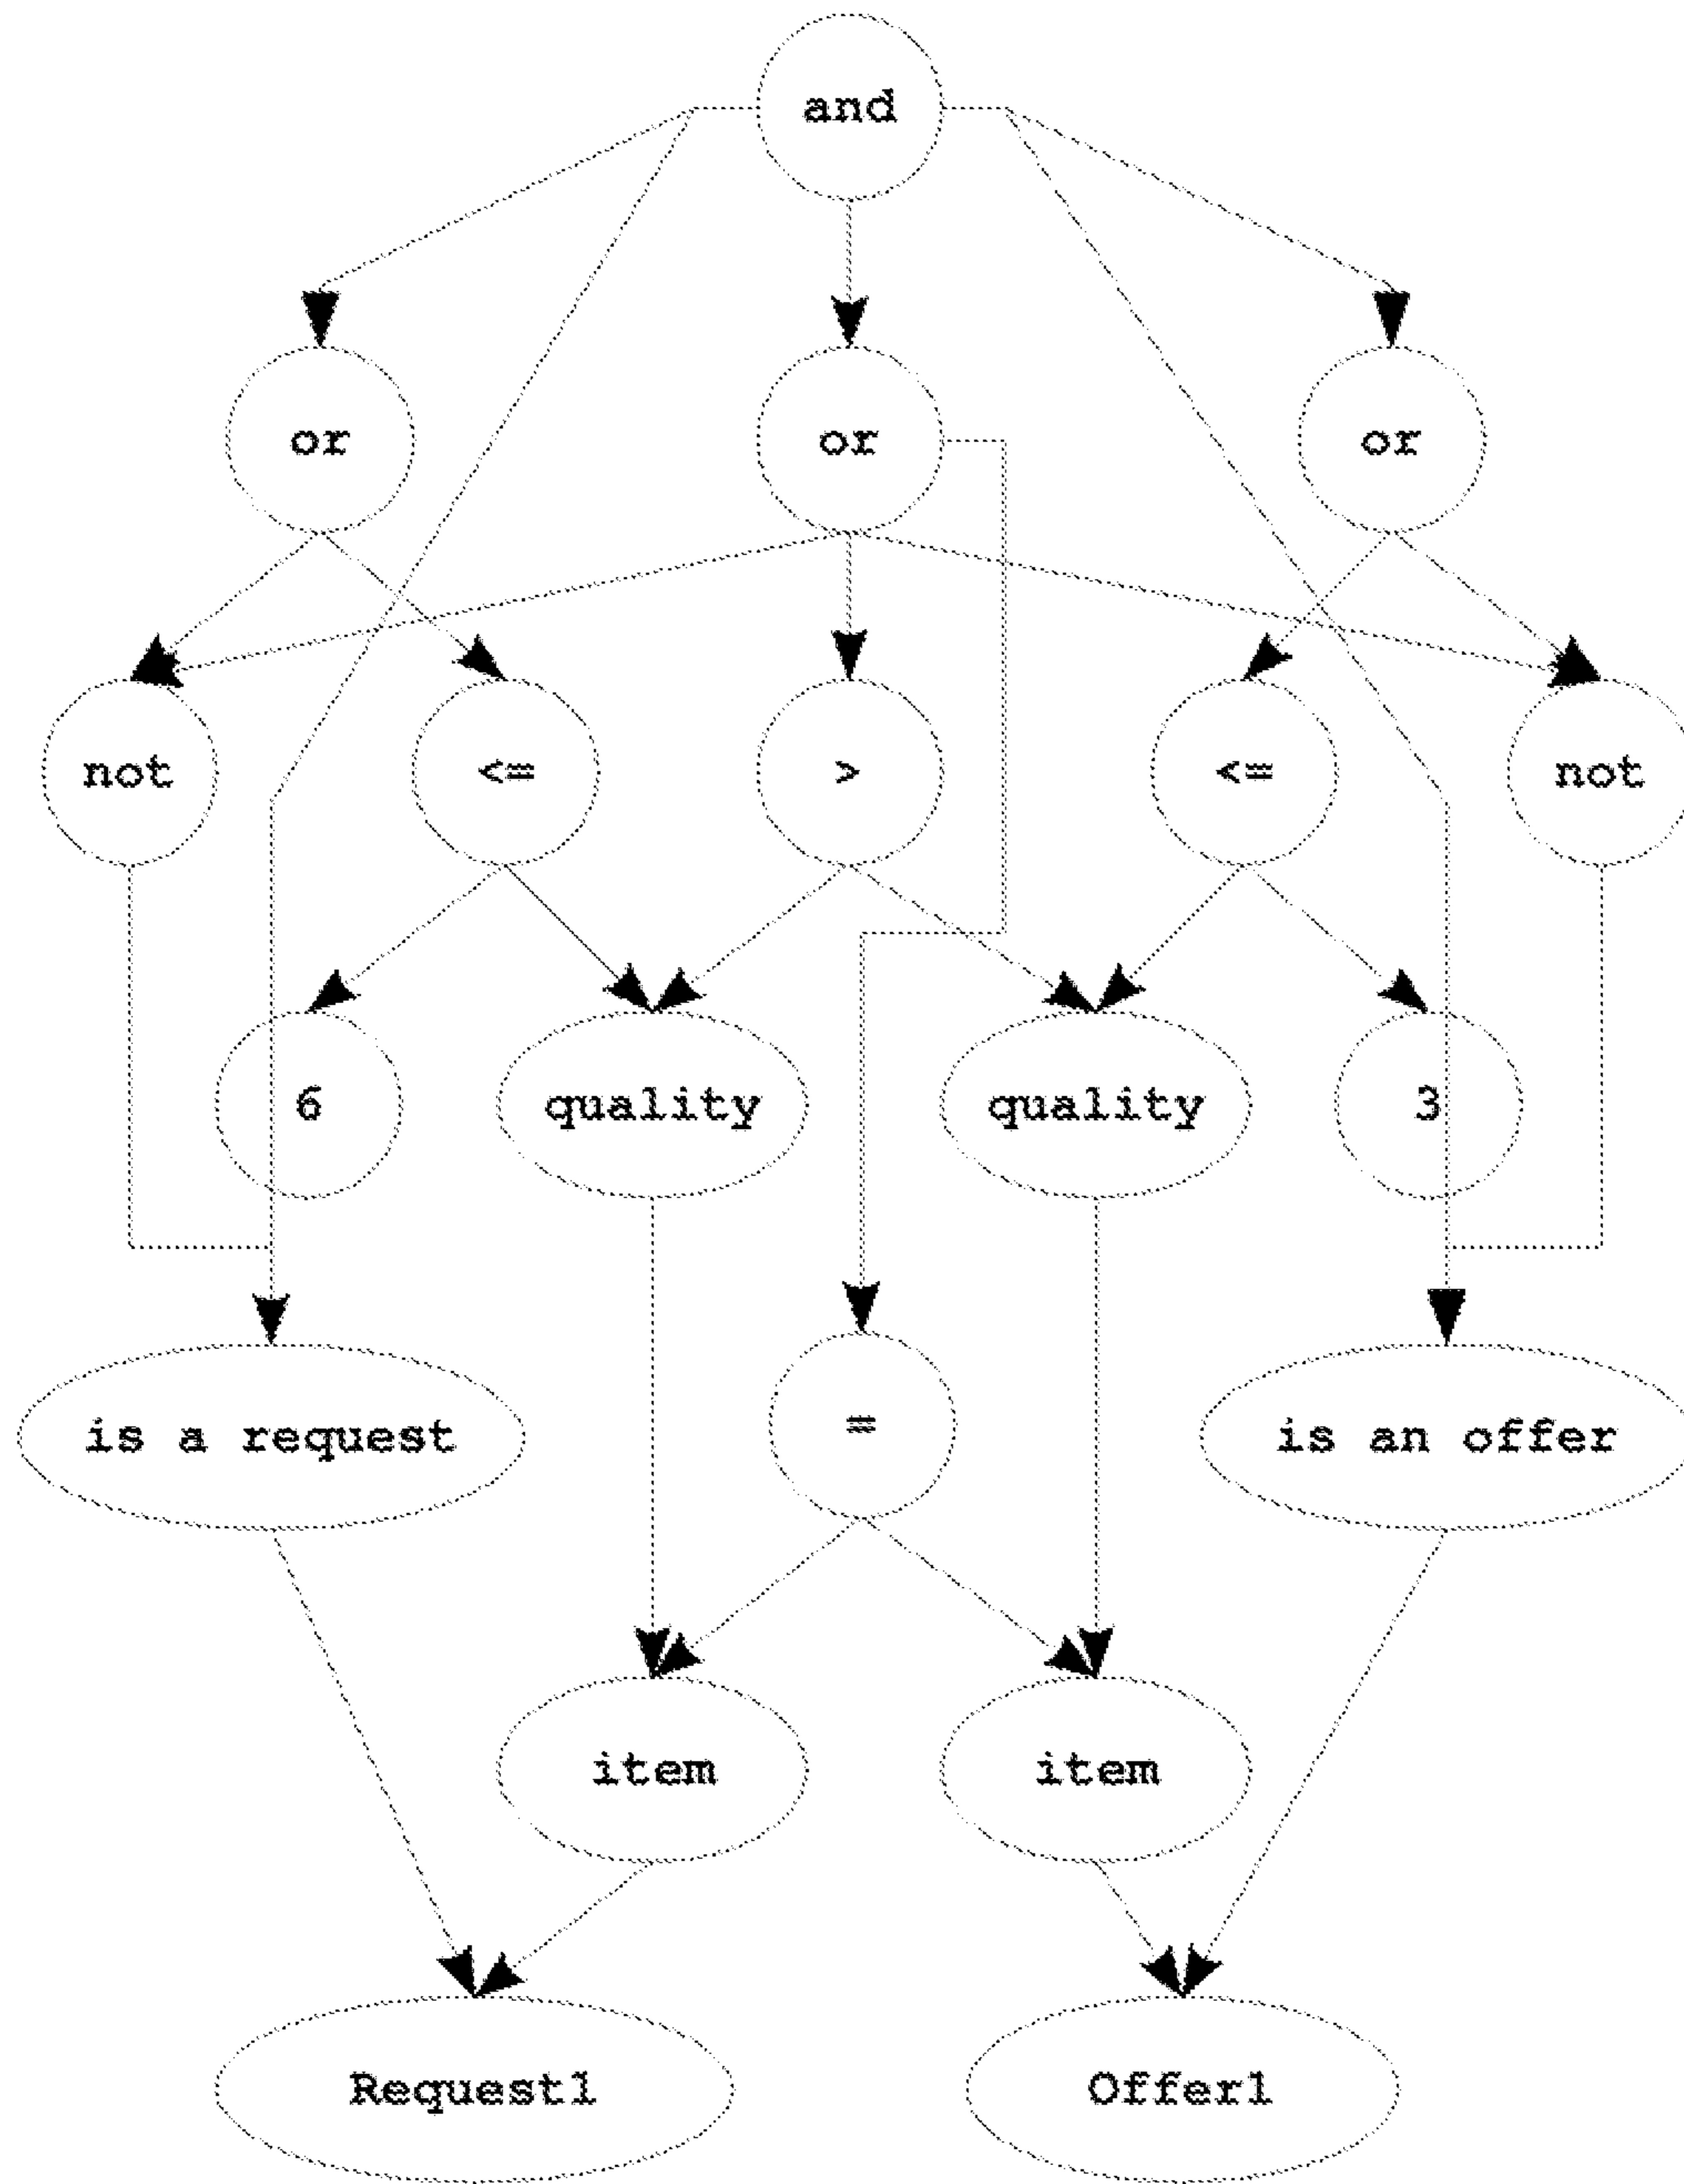 and
or
or
or
not
<=
>
<=
not
6
quality
quality
3
is a request
=
is an offer
item
item
Request1
Offer1